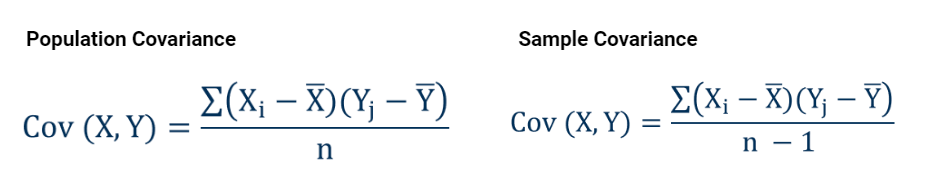 Population Covariance
Sample Covariance
Cov (X, Y) = ∑(Xᵢ − X̅)(Yⱼ − Y̅) / n
Cov (X, Y) = ∑(Xᵢ − X̅)(Yⱼ − Y̅) / n − 1